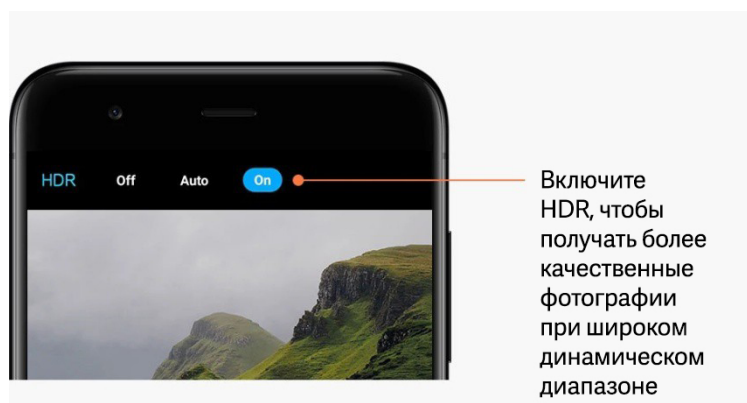 HDR Off Auto On
Включите
HDR, чтобы
получать более
качественные
фотографии
при широком
динамическом
диапазоне